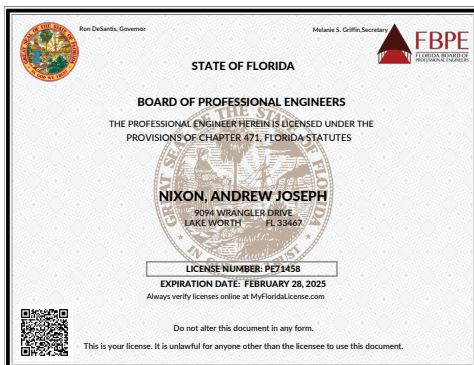 Ron DeSantis, Governor
Melanie S. Griffin,Secretary
FBPE
FLORIDA BOARD OF
PROFESSIONAL ENGINEERS
STATE OF FLORIDA
BOARD OF PROFESSIONAL ENGINEERS
THE PROFESSIONAL ENGINEER HEREIN IS LICENSED UNDER THE
PROVISIONS OF CHAPTER 471, FLORIDA STATUTES
NIXON, ANDREW JOSEPH
9094 WRANGLER DRIVE
LAKE WORTH FL 33467
LICENSE NUMBER: PE71458
EXPIRATION DATE: FEBRUARY 28, 2025
Always verify licenses online at MyFloridaLicense.com
Do not alter this document in any form.
This is your license. It is unlawful for anyone other than the licensee to use this document.